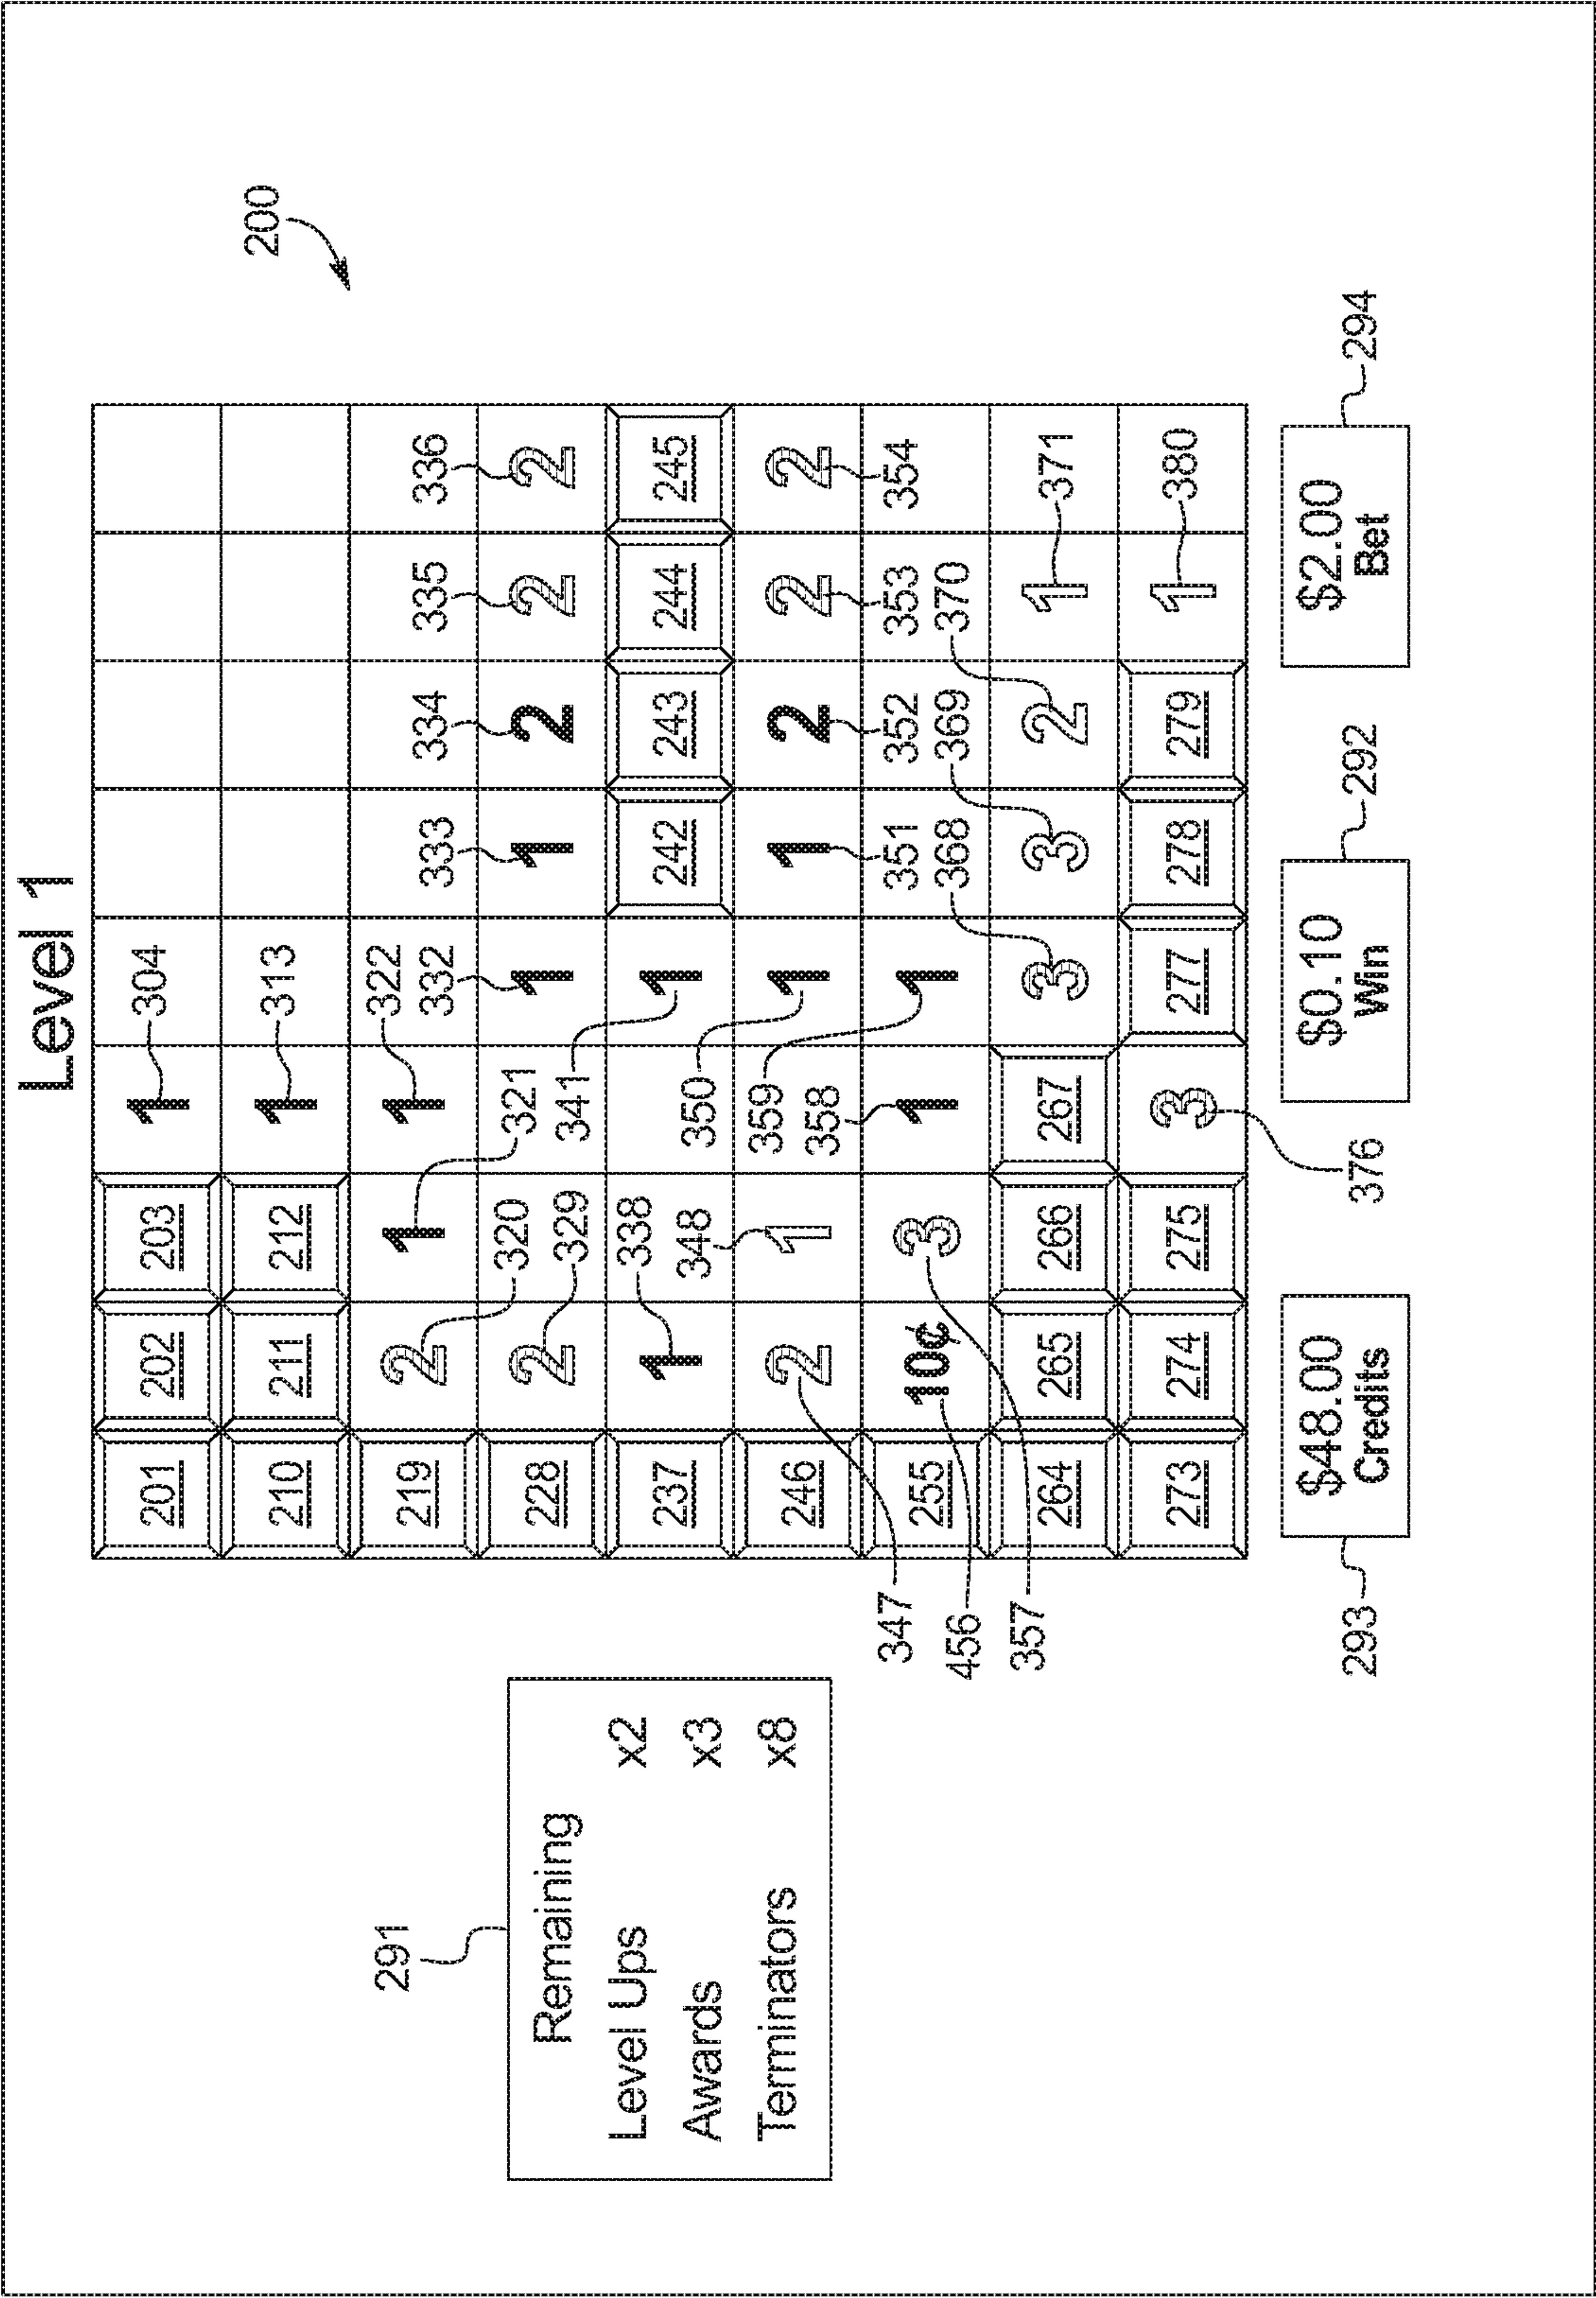 Level 1
201 202 203 1 304
210 211 212 1 313
200
291
219 2 1 1 322
332 333 334 335 336
320 321
Remaining
228 2 1 1 2 2 2
329 341
Level Ups x2
338
237 1 1 242 243 244 245
Awards x3
348 350
359
Terminators x8
246 2 1 1 1 2 2 2
358
347 351 352 353 354
255 10¢ 3 1 1
456 368 369 370
357
264 265 266 267 3 3 2 1 371
273 274 275 3 277 278 279 1 380
$48.00 $0.10 $2.00
Credits Win Bet
293 376 292 294